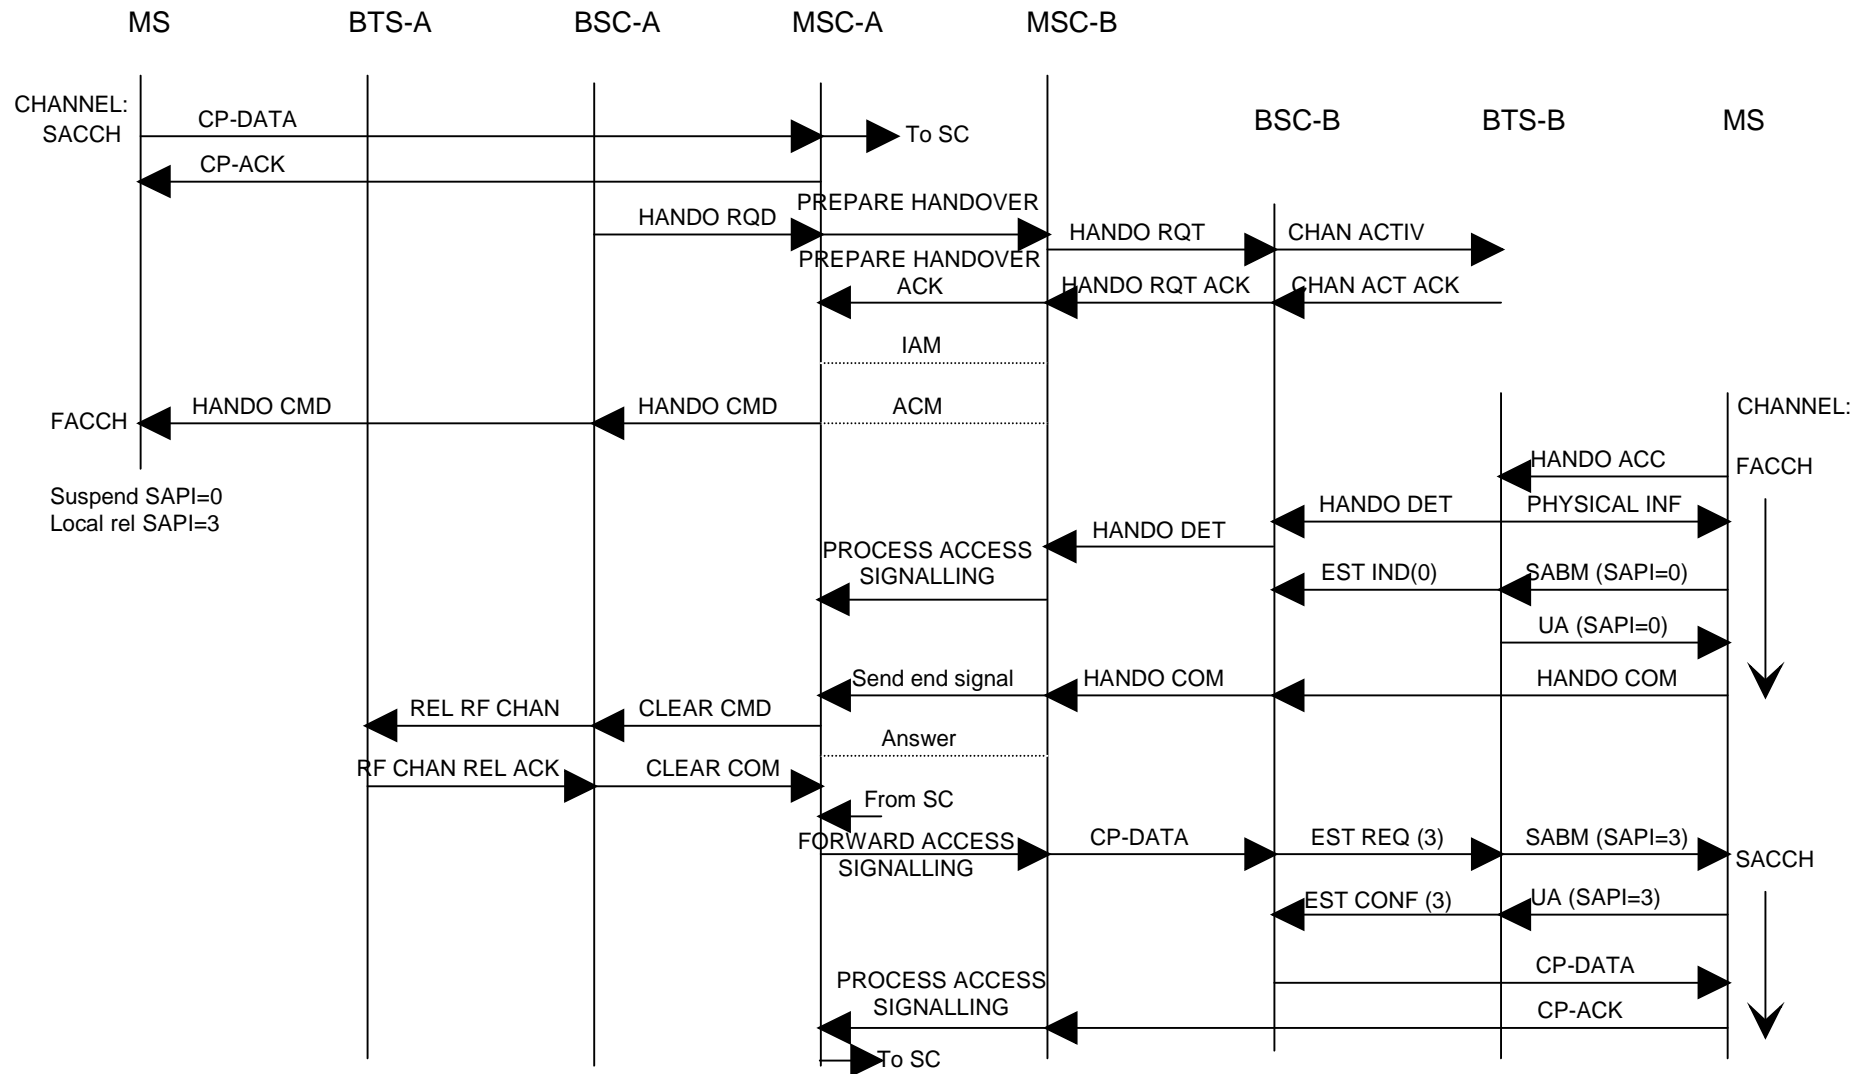 MS BTS-A BSC-A MSC-A MSC-B
BSC-B BTS-B MS
CHANNEL:
SACCH
CP-DATA
To SC
CP-ACK
PREPARE HANDOVER
HANDO RQD
HANDO RQT
CHAN ACTIV
PREPARE HANDOVER
ACK
HANDO RQT ACK
CHAN ACT ACK
IAM
FACCH
HANDO CMD
HANDO CMD
ACM
CHANNEL:
HANDO ACC
FACCH
Suspend SAPI=0
Local rel SAPI=3
HANDO DET
PHYSICAL INF
HANDO DET
PROCESS ACCESS
SIGNALLING
EST IND(0)
SABM (SAPI=0)
UA (SAPI=0)
Send end signal
HANDO COM
HANDO COM
REL RF CHAN
CLEAR CMD
Answer
RF CHAN REL ACK
CLEAR COM
From SC
FORWARD ACCESS
SIGNALLING
CP-DATA
EST REQ (3)
SABM (SAPI=3)
SACCH
EST CONF (3)
UA (SAPI=3)
CP-DATA
PROCESS ACCESS
SIGNALLING
CP-ACK
To SC